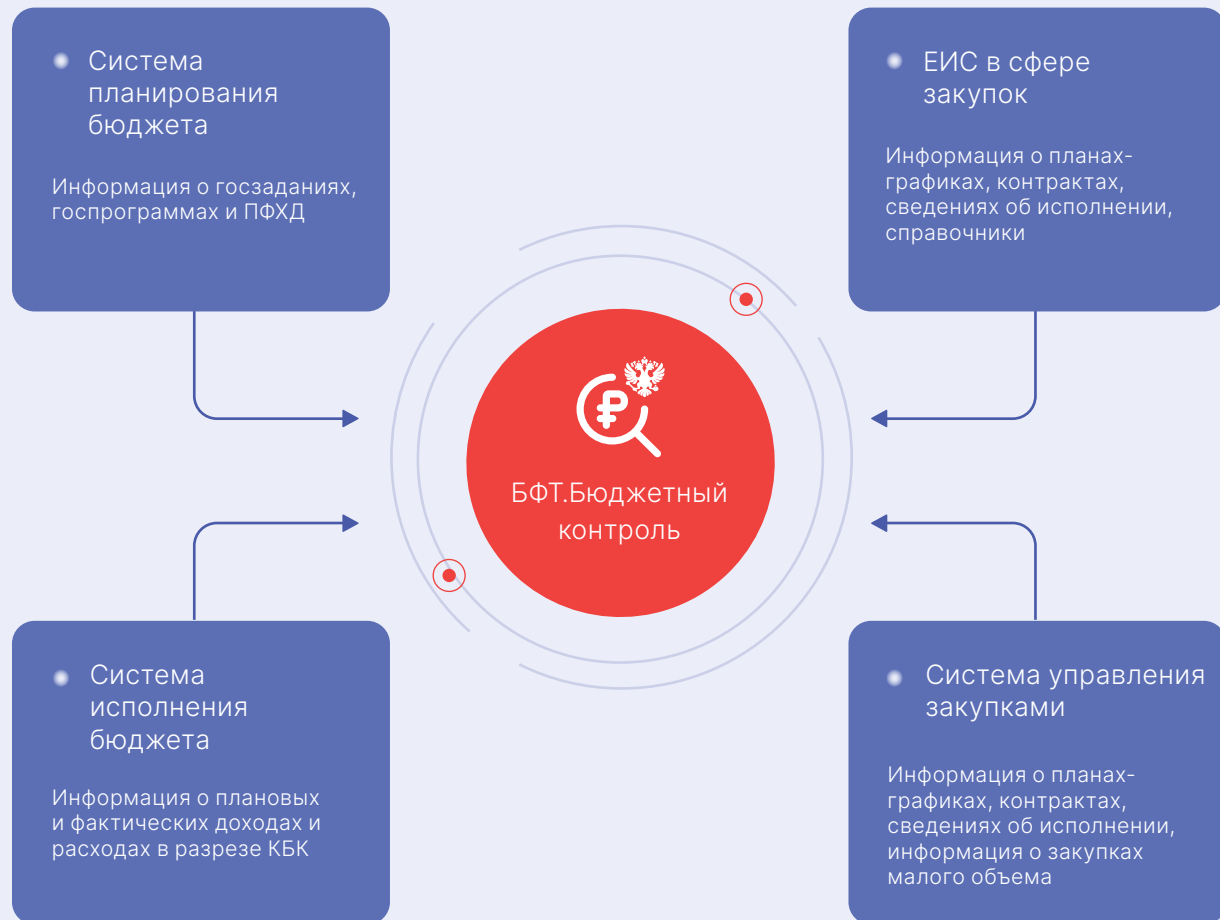 Система
планирования
бюджета
Информация о госзаданиях,
госпрограммах и ПФХД
ЕИС в сфере
закупок
Информация о планах-
графиках, контрактах,
сведениях об исполнении,
справочники
БФТ.Бюджетный
контроль
Система
исполнения
бюджета
Информация о плановых
и фактических доходах и
расходах в разрезе КБК
Система управления
закупками
Информация о планах-
графиках, контрактах,
сведениях об исполнении,
информация о закупках
малого объема